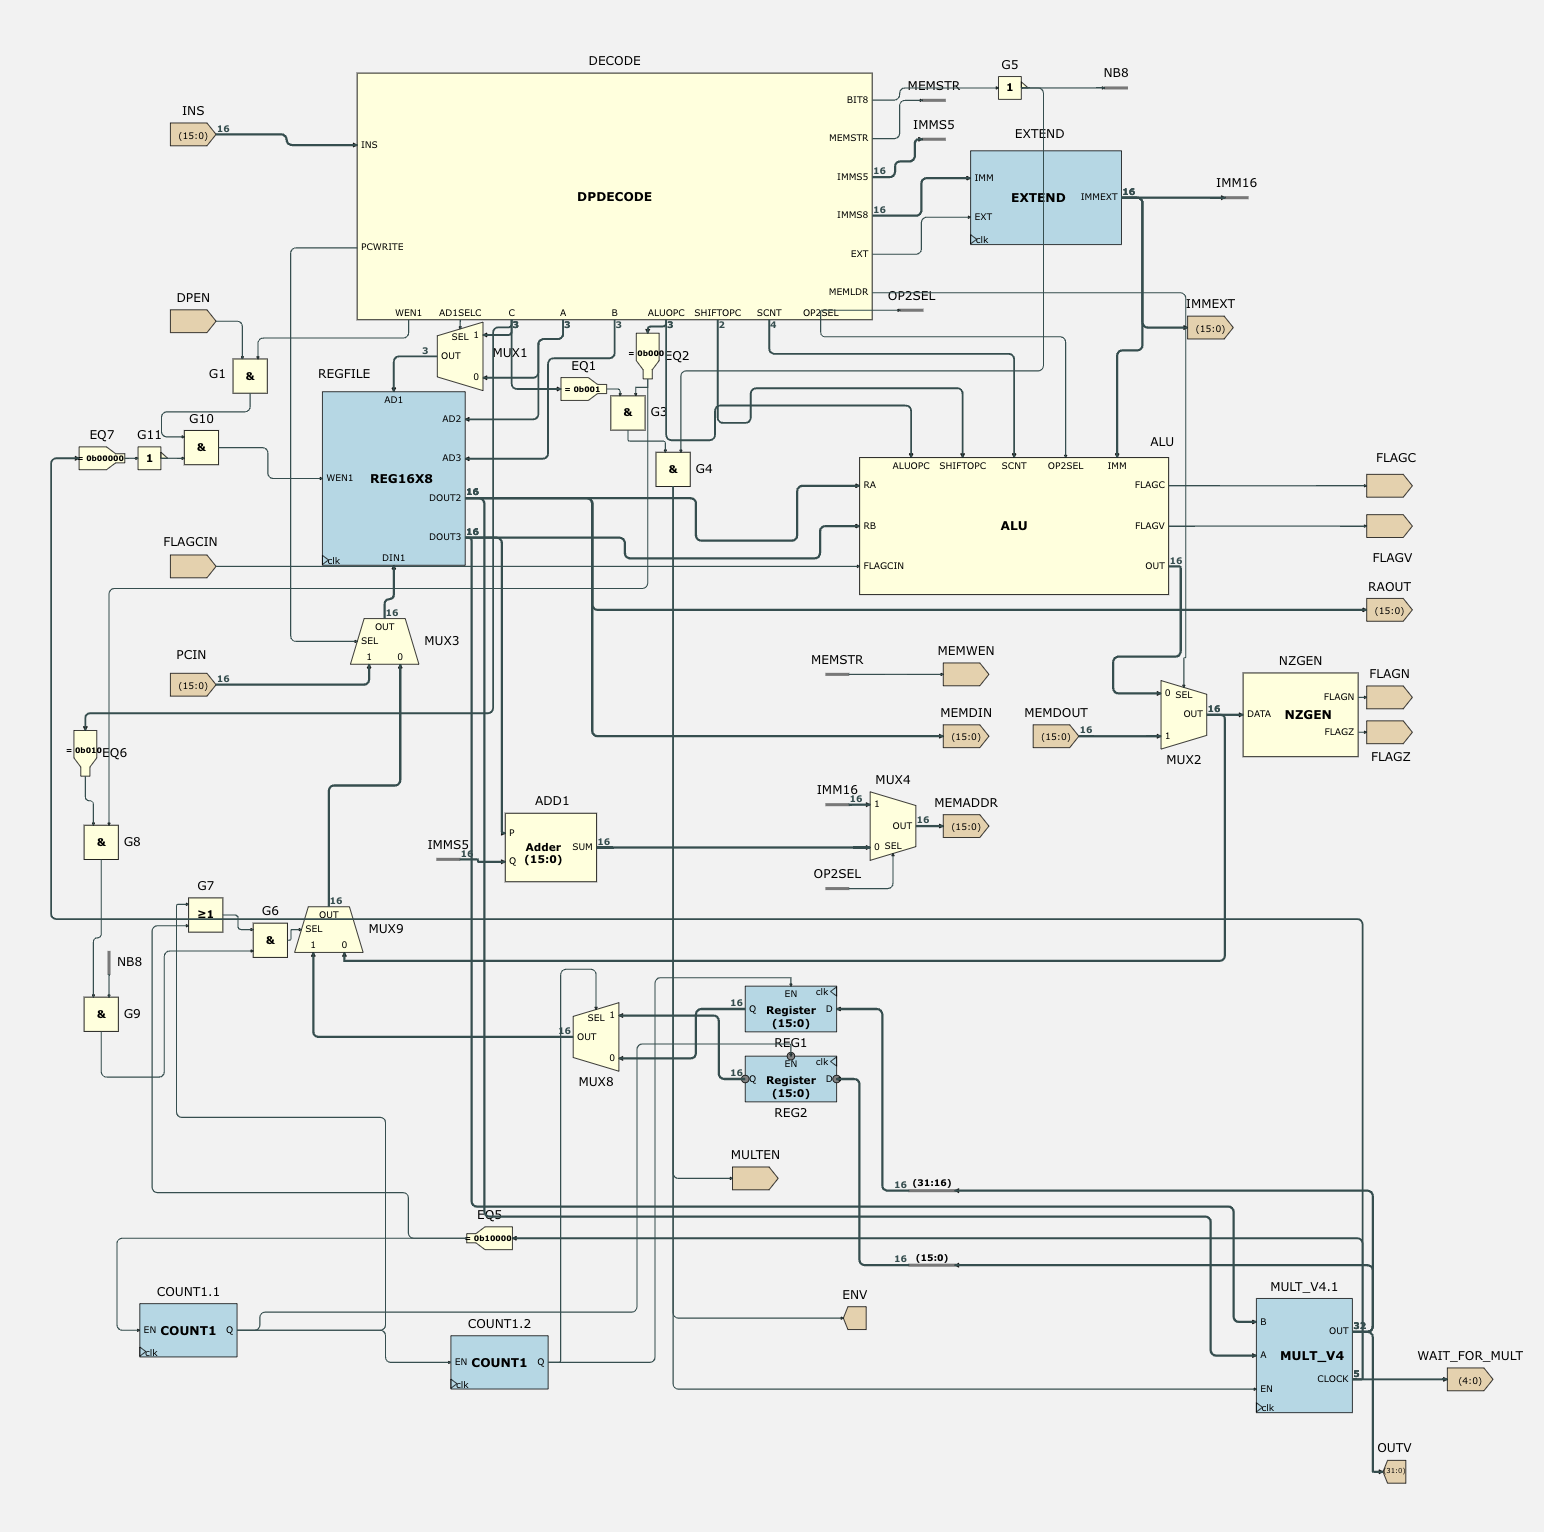 DECODE
G5
NB8
MEMSTR
BIT8
1
INS
(15:0)
16
INS
MEMSTR
IMMS5
EXTEND
IMMS5
16
IMM
DPDECODE
EXTEND
IMMEXT
16
IMM16
IMMS8
16
EXT
clk
PCWRITE
EXT
MEMLDR
OP2SEL
IMMEXT
(15:0)
DPEN
WEN1
AD1SELC
C
A
B
ALUOPC
SHIFTOPC
SCNT
OP2SEL
3
3
3
3
2
4
SEL
1
MUX1
OUT
3
0
= 0b000
EQ2
EQ1
= 0b001
G1
&
REGFILE
AD1
AD2
&
G3
G10
&
EQ7
= 0b00000
G11
1
AD3
&
G4
ALU
FLAGC
REG16X8
WEN1
DOUT2
16
DOUT3
16
clk
DIN1
ALUOPC
SHIFTOPC
SCNT
OP2SEL
IMM
RA
FLAGC
RB
ALU
FLAGV
FLAGCIN
OUT
16
FLAGCIN
FLAGV
RAOUT
(15:0)
16
OUT
SEL
MUX3
1
0
PCIN
(15:0)
16
MEMSTR
MEMWEN
NZGEN
FLAGN
0
SEL
OUT
16
1
MUX2
DATA
NZGEN
FLAGN
FLAGZ
FLAGZ
MEMDIN
(15:0)
MEMDOUT
(15:0)
16
= 0b010
EQ6
MUX4
IMM16
16
1
OUT
16
0
SEL
MEMADDR
(15:0)
ADD1
P
Adder
(15:0)
SUM
16
Q
IMMS5
16
&
G8
OP2SEL
G7
≥1
G6
&
16
OUT
SEL
MUX9
1
0
NB8
&
G9
EN
clk
16
Q
Register
(15:0)
D
REG1
SEL
1
16
OUT
0
MUX8
EN
clk
16
Q
Register
(15:0)
D
REG2
MULTEN
16
(31:16)
EQ5
= 0b10000
16
(15:0)
COUNT1.1
EN
COUNT1
Q
clk
ENV
COUNT1.2
EN
COUNT1
Q
clk
MULT_V4.1
B
OUT
32
A
MULT_V4
CLOCK
5
EN
clk
WAIT_FOR_MULT
(4:0)
OUTV
(31:0)